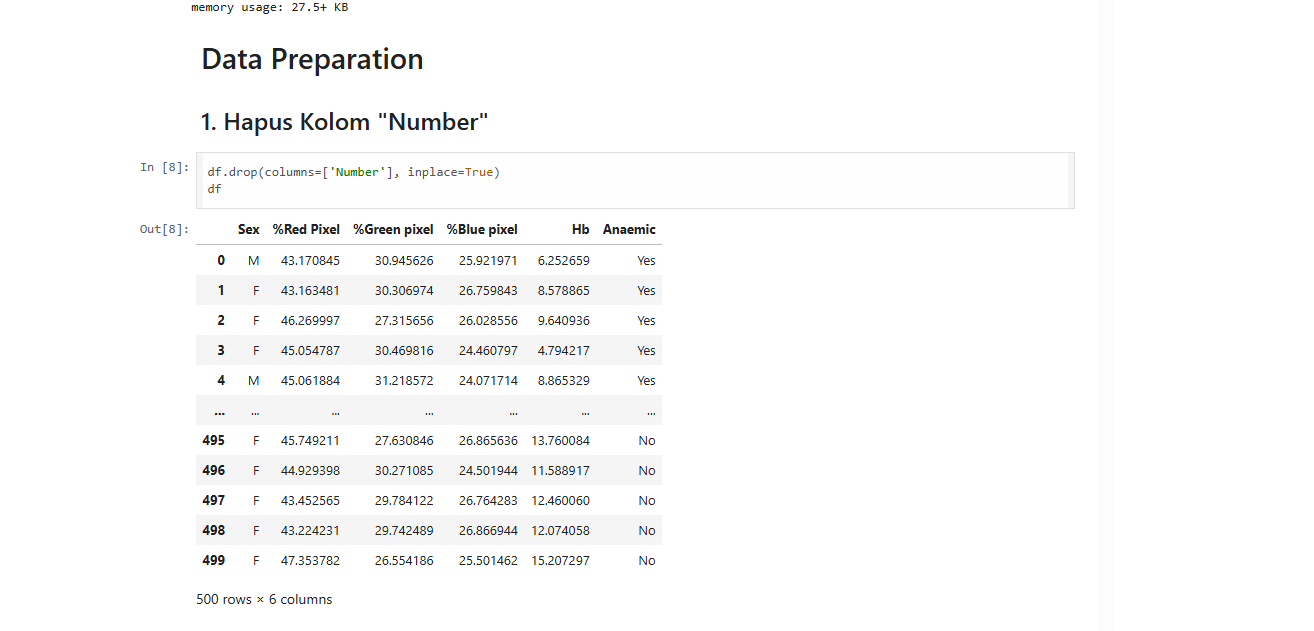 memory usage: 27.5+ KB
Data Preparation
1. Hapus Kolom "Number"
In [8]:
df.drop(columns=['Number'], inplace=True)
df
Out[8]:
Sex %Red Pixel %Green pixel %Blue pixel Hb Anaemic
0 M 43.170845 30.945626 25.921971 6.252659 Yes
1 F 43.163481 30.306974 26.759843 8.578865 Yes
2 F 46.269997 27.315656 26.028556 9.640936 Yes
3 F 45.054787 30.469816 24.460797 4.794217 Yes
4 M 45.061884 31.218572 24.071714 8.865329 Yes
... ... ... ... ... ... ...
495 F 45.749211 27.630846 26.865636 13.760084 No
496 F 44.929398 30.271085 24.501944 11.588917 No
497 F 43.452565 29.784122 26.764283 12.460060 No
498 F 43.224231 29.742489 26.866944 12.074058 No
499 F 47.353782 26.554186 25.501462 15.207297 No
500 rows × 6 columns